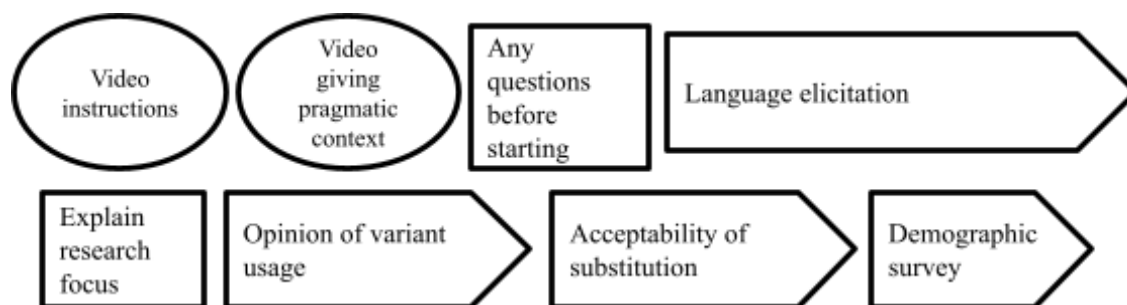 Video
instructions
Video
giving
pragmatic
context
Any
questions
before
starting
Language elicitation
Explain
research
focus
Opinion of variant
usage
Acceptability of
substitution
Demographic
survey